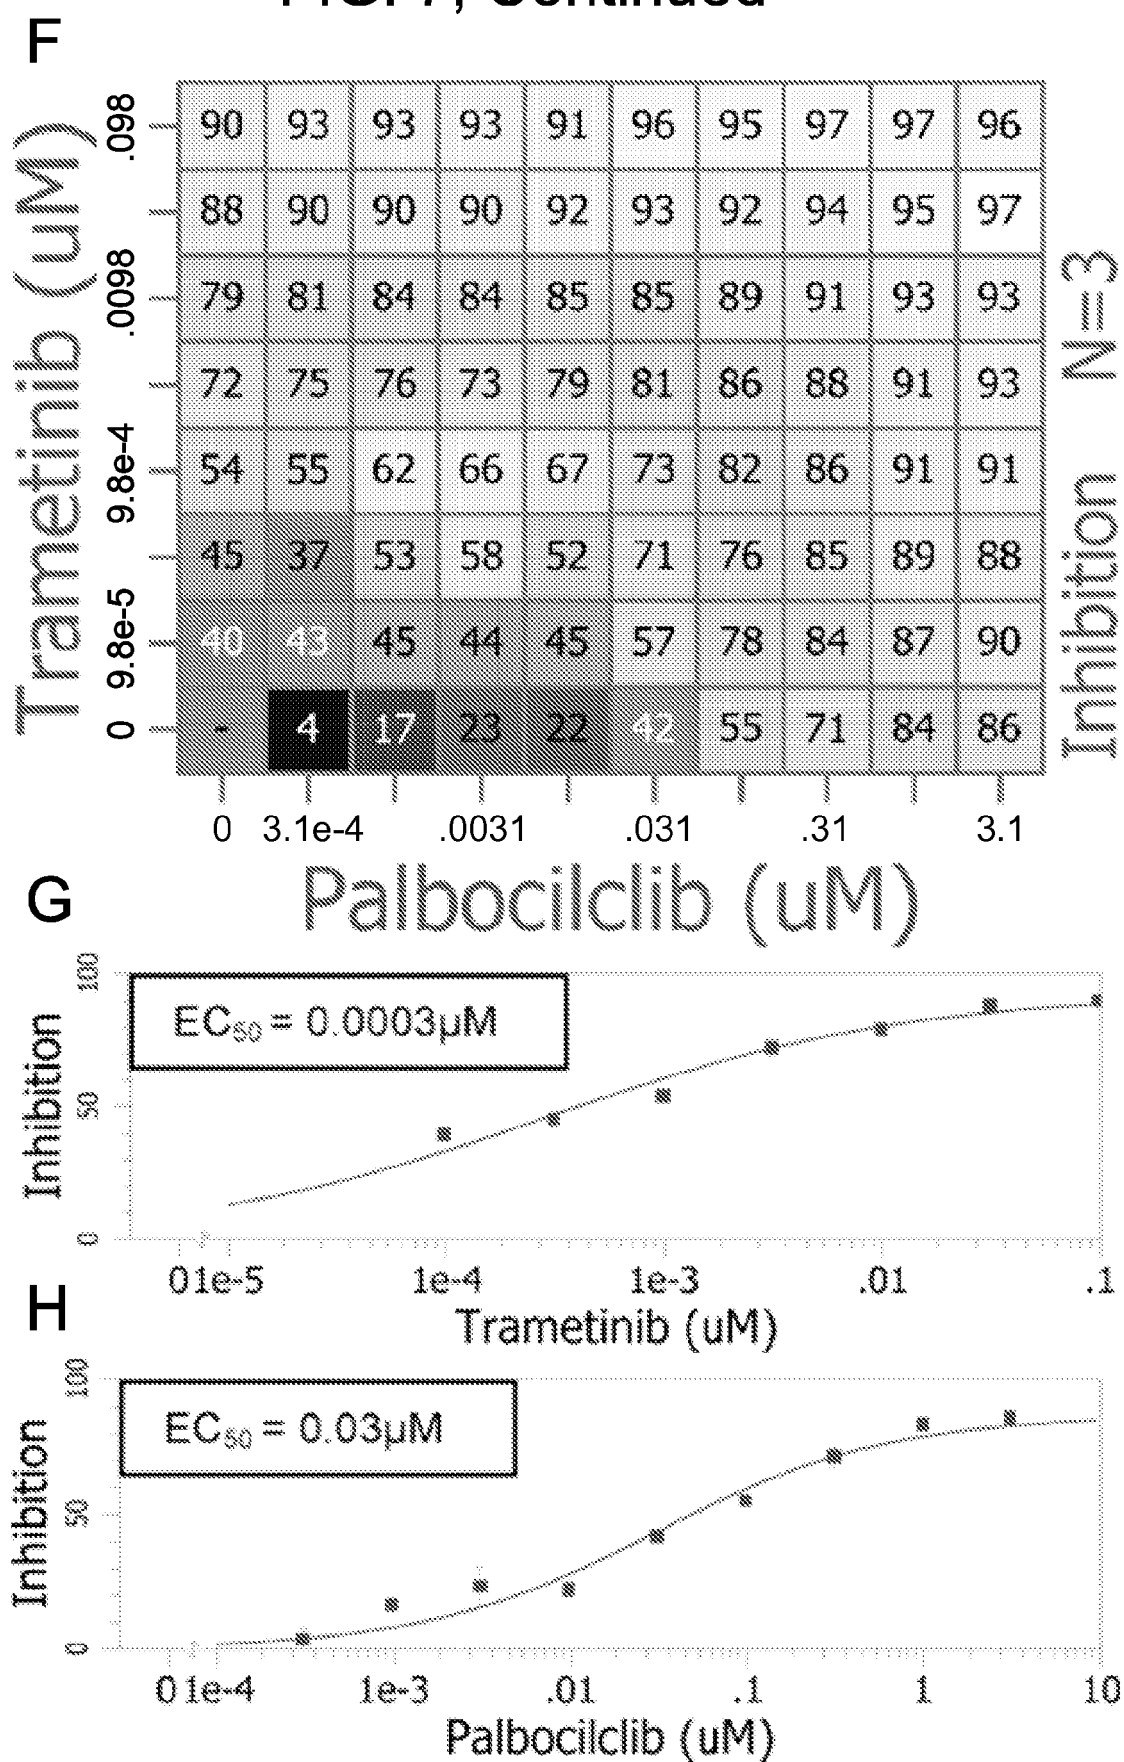 FIG. 7, Continued
F
Trametinib (uM)
.098
.0098
9.8e-4
9.8e-5
0
90 93 93 93 91 96 95 97 97 96
88 90 90 90 92 93 92 94 95 97
79 81 84 84 85 85 89 91 93 93
72 75 76 73 79 81 86 88 91 93
54 55 62 66 67 73 82 86 91 91
45 37 53 58 52 71 76 85 89 88
40 43 45 44 45 57 78 84 87 90
- 4 17 23 22 42 55 71 84 86
Inhibition N=3
0 3.1e-4 .0031 .031 .31 3.1
Palbocilclib (uM)
G
EC50 = 0.0003µM
Inhibition
100
50
0
01e-5 1e-4 1e-3 .01 .1
Trametinib (uM)
H
EC50 = 0.03µM
Inhibition
100
50
0
01e-4 1e-3 .01 .1 1 10
Palbocilclib (uM)